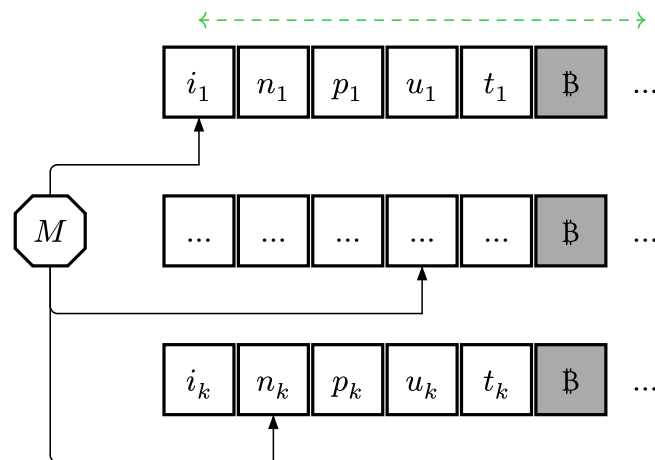 i₁ n₁ p₁ u₁ t₁ ₿ ...
M
... ... ... ... ... ₿ ...
iₖ nₖ pₖ uₖ tₖ ₿ ...